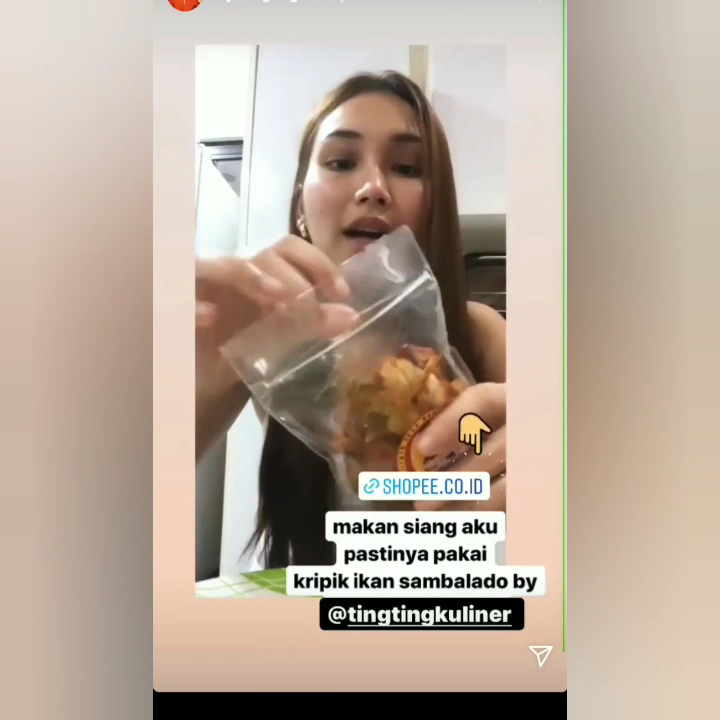 SHOPEE.CO.ID
makan siang aku
pastinya pakai
kripik ikan sambalado by
@tingtingkuliner